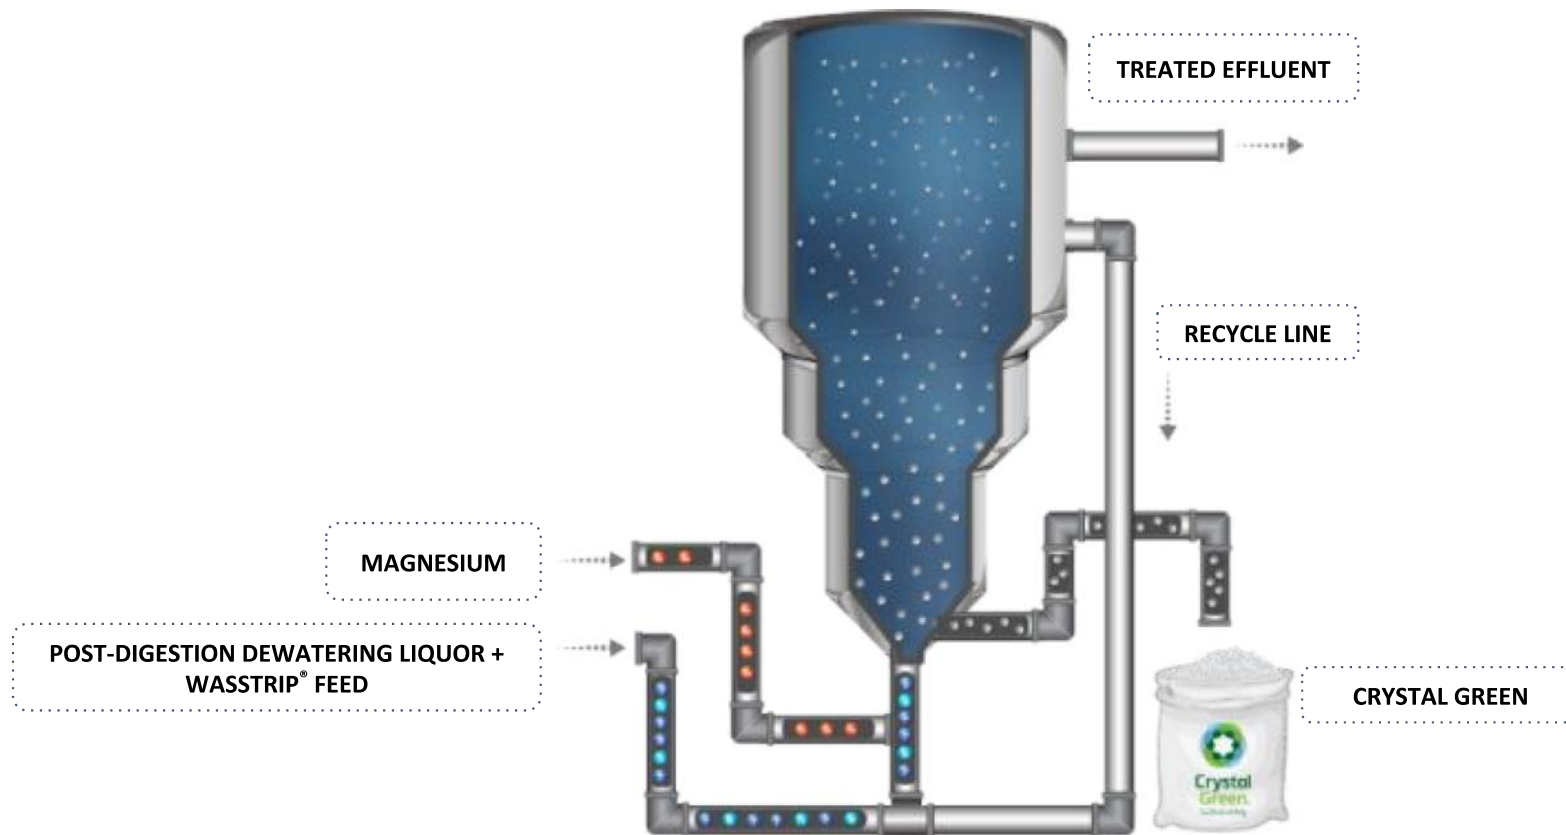 TREATED EFFLUENT
RECYCLE LINE
MAGNESIUM
POST-DIGESTION DEWATERING LIQUOR +
WASSTRIP® FEED
CRYSTAL GREEN
Crystal
Green